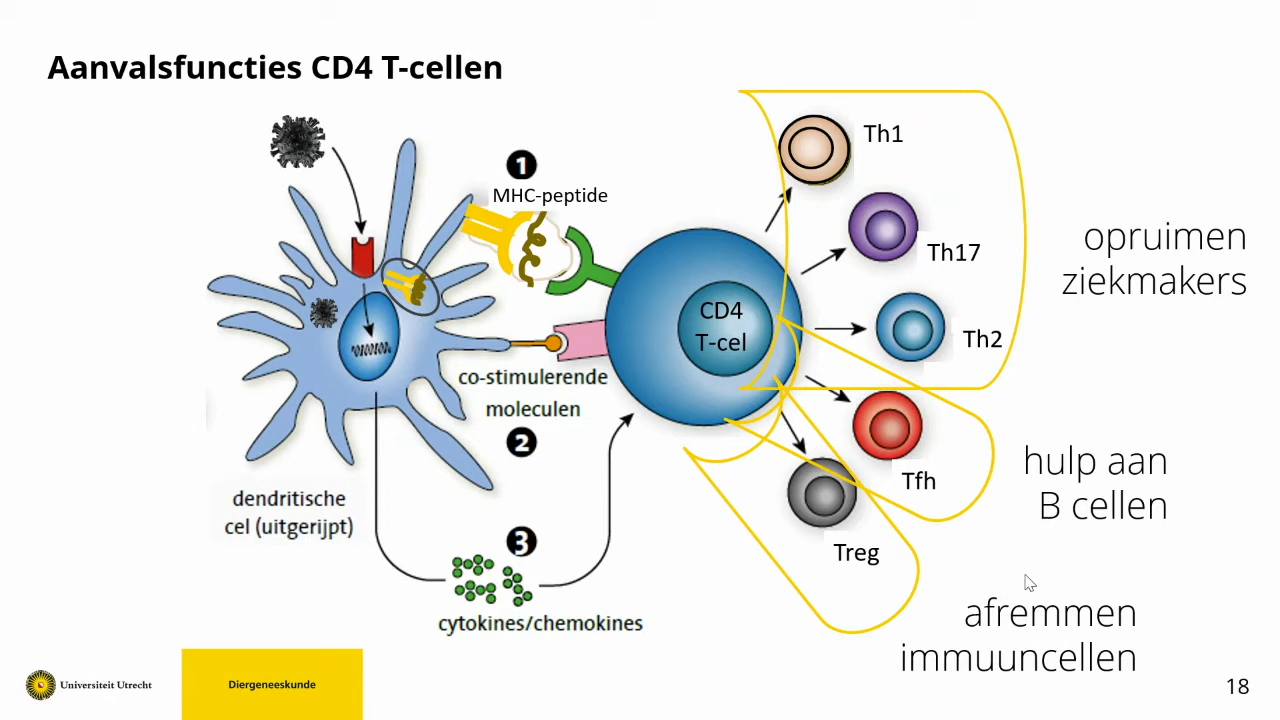 Aanvalsfuncties CD4 T-cellen
1
MHC-peptide
Th1
Th17
Th2
opruimen
ziekmakers
CD4
T-cel
co-stimulerende
moleculen
2
Tfh
hulp aan
B cellen
dendritische
cel (uitgerijpt)
3
Treg
cytokines/chemokines
afremmen
immuuncellen
Universiteit Utrecht
Diergeneeskunde
18